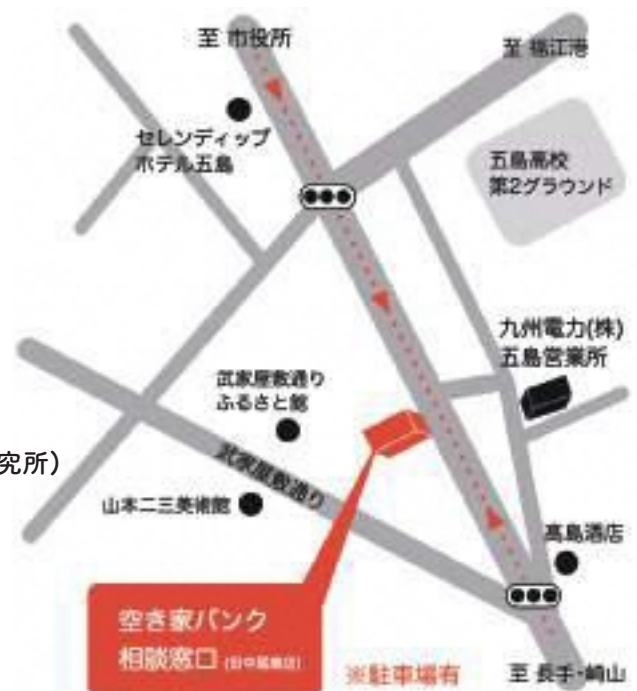 至 市役所
至 福江港
セレンディップ
ホテル五島
五島高校
第2グラウンド
九州電力(株)
五島営業所
武家屋敷通り
ふるさと館
究所)
武家屋敷通り
山本二三美術館
髙島酒店
空き家バンク
相談窓口
※駐車場有
至 長手・崎山